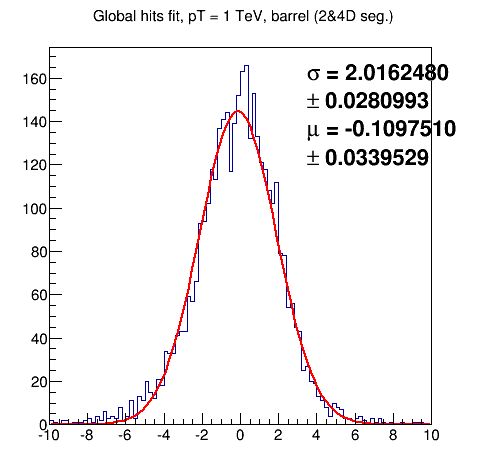 Global hits fit, pT = 1 TeV, barrel (2&4D seg.)
σ = 2.0162480
± 0.0280993
μ = -0.1097510
± 0.0339529
160
140
120
100
80
60
40
20
0
-10 -8 -6 -4 -2 0 2 4 6 8 10